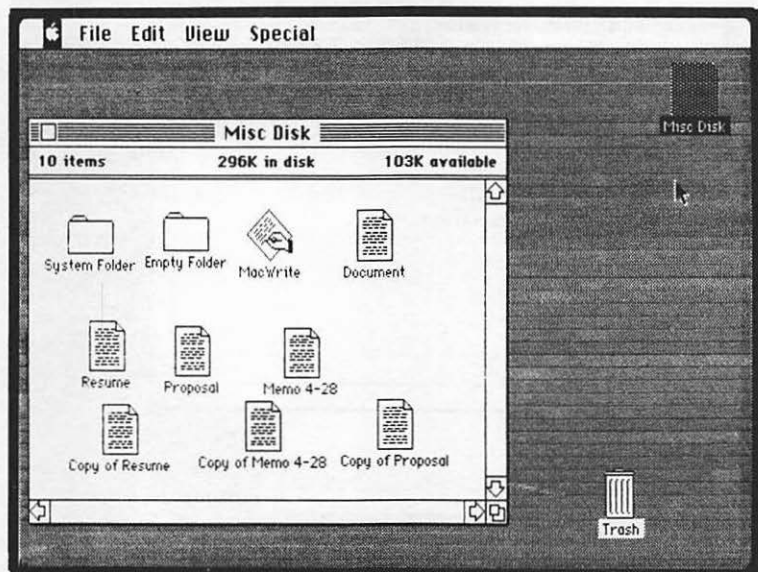 File Edit View Special
Misc Disk
Misc Disk
10 items 296K in disk 103K available
System Folder Empty Folder MacWrite Document
Resume Proposal Memo 4-28
Copy of Resume Copy of Memo 4-28 Copy of Proposal
Trash